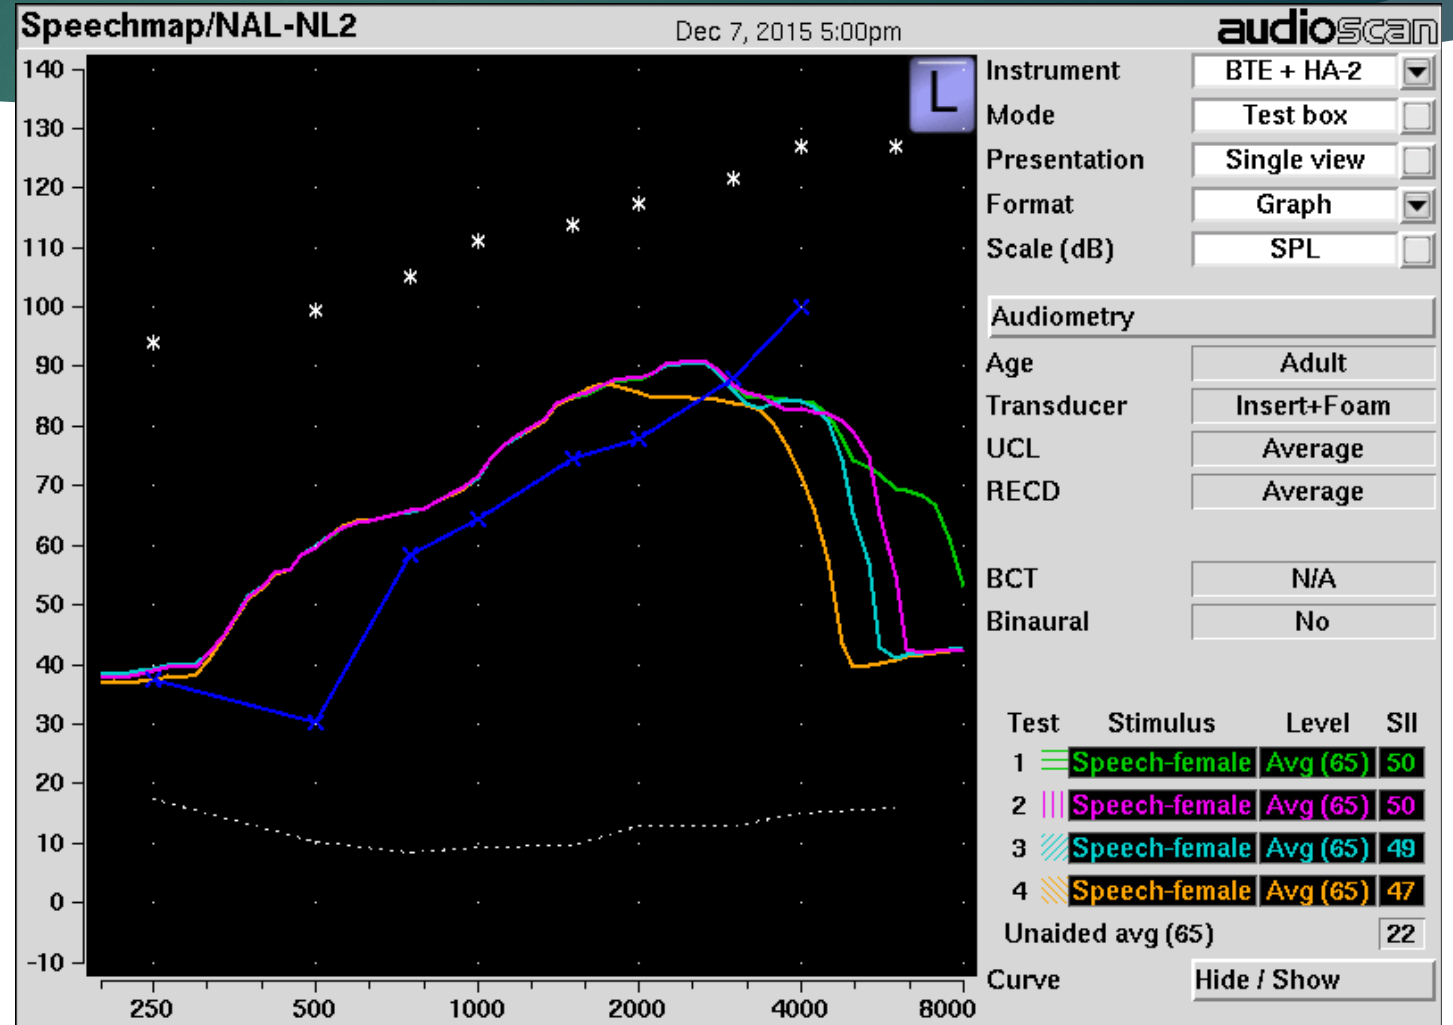 Speechmap/NAL-NL2
Dec 7, 2015 5:00pm
audioscan
L
140
130
120
110
100
90
80
70
60
50
40
30
20
10
0
-10
250 500 1000 2000 4000 8000
Instrument BTE + HA-2
Mode Test box
Presentation Single view
Format Graph
Scale (dB) SPL
Audiometry
Age Adult
Transducer Insert+Foam
UCL Average
RECD Average
BCT N/A
Binaural No
Test Stimulus Level SII
1 Speech-female Avg (65) 50
2 Speech-female Avg (65) 50
3 Speech-female Avg (65) 49
4 Speech-female Avg (65) 47
Unaided avg (65) 22
Curve Hide / Show